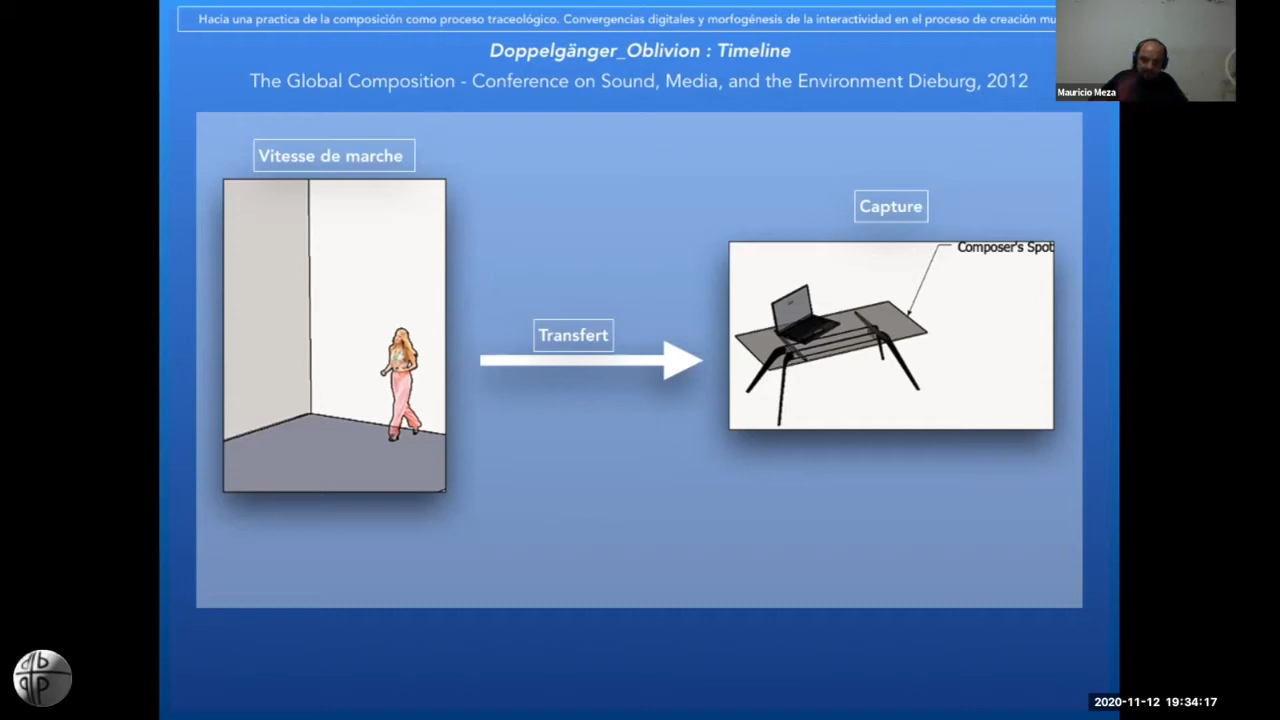 Hacía una practica de la composición como proceso traceológico. Convergencias digitales y morfogénesis de la interactividad en el proceso de creación mu
Doppelgänger_Oblivion : Timeline
The Global Composition - Conference on Sound, Media, and the Environment Dieburg, 2012
Mauricio Meza
Vitesse de marche
Capture
Composer's Spot
Transfert
2020-11-12 19:34:17